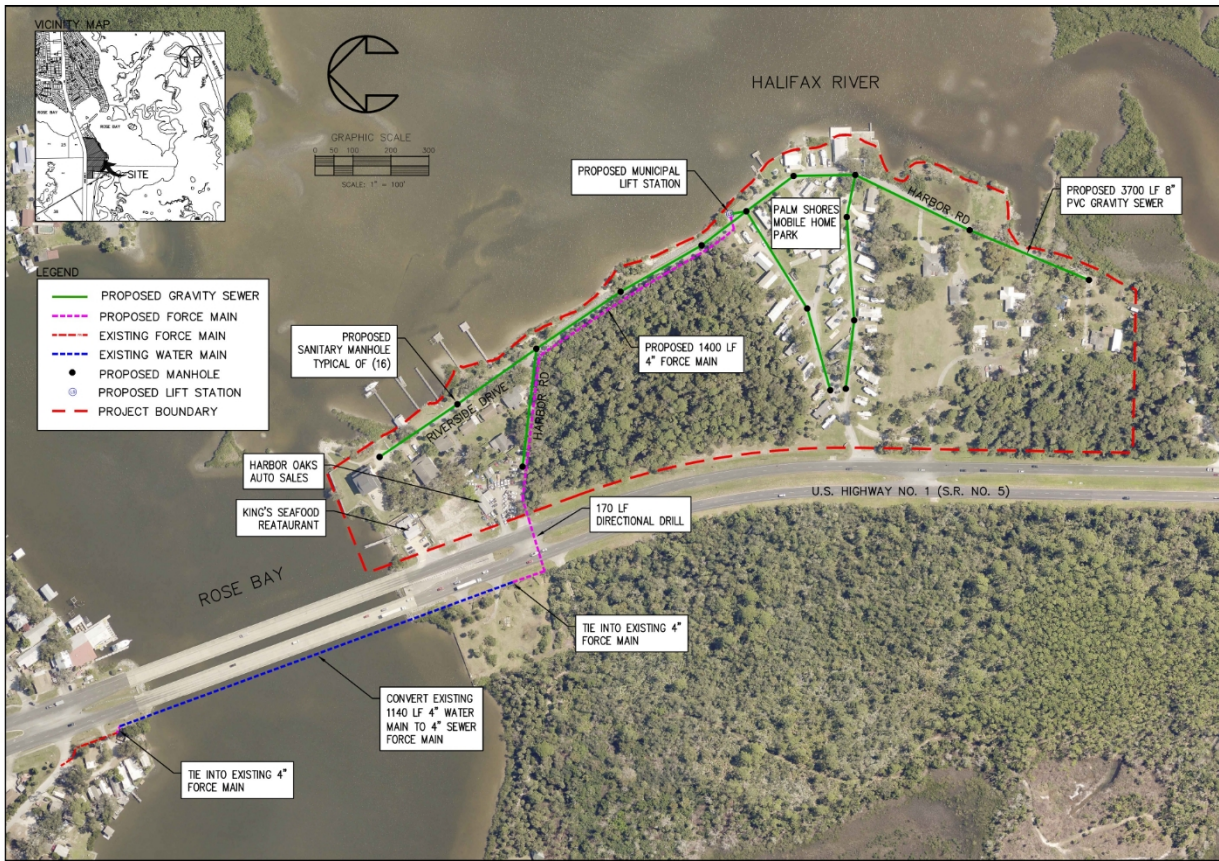 VICINITY MAP
ROSE BAY
ROSE BAY
SITE
GRAPHIC SCALE
0 50 100 200 300
SCALE: 1" = 100'
HALIFAX RIVER
PROPOSED MUNICIPAL
LIFT STATION
PALM SHORES
MOBILE HOME
PARK
HARBOR RD
PROPOSED 3700 LF 8"
PVC GRAVITY SEWER
LEGEND
PROPOSED GRAVITY SEWER
PROPOSED FORCE MAIN
EXISTING FORCE MAIN
EXISTING WATER MAIN
PROPOSED MANHOLE
PROPOSED LIFT STATION
PROJECT BOUNDARY
PROPOSED
SANITARY MANHOLE
TYPICAL OF (16)
PROPOSED 1400 LF
4" FORCE MAIN
RIVERSIDE DRIVE
HARBOR RD
HARBOR OAKS
AUTO SALES
KING'S SEAFOOD
REATAURANT
170 LF
DIRECTIONAL DRILL
U.S. HIGHWAY NO. 1 (S.R. NO. 5)
ROSE BAY
TIE INTO EXISTING 4"
FORCE MAIN
CONVERT EXISTING
1140 LF 4" WATER
MAIN TO 4" SEWER
FORCE MAIN
TIE INTO EXISTING 4"
FORCE MAIN